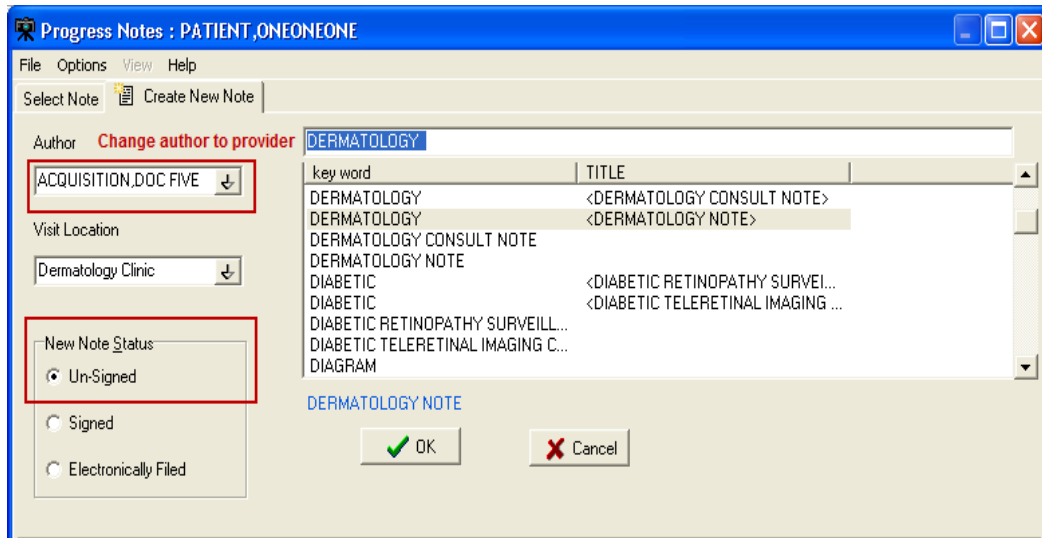 Progress Notes : PATIENT,ONEONEONE
File Options View Help
Select Note Create New Note
Author Change author to provider DERMATOLOGY
ACQUISITION,DOC FIVE
key word TITLE
DERMATOLOGY <DERMATOLOGY CONSULT NOTE>
DERMATOLOGY <DERMATOLOGY NOTE>
DERMATOLOGY CONSULT NOTE
DERMATOLOGY NOTE
DIABETIC <DIABETIC RETINOPATHY SURVEI...
DIABETIC <DIABETIC TELERETINAL IMAGING ...
DIABETIC RETINOPATHY SURVEILL...
DIABETIC TELERETINAL IMAGING C...
DIAGRAM
Visit Location
Dermatology Clinic
New Note Status
Un-Signed
Signed
Electronically Filed
DERMATOLOGY NOTE
OK Cancel